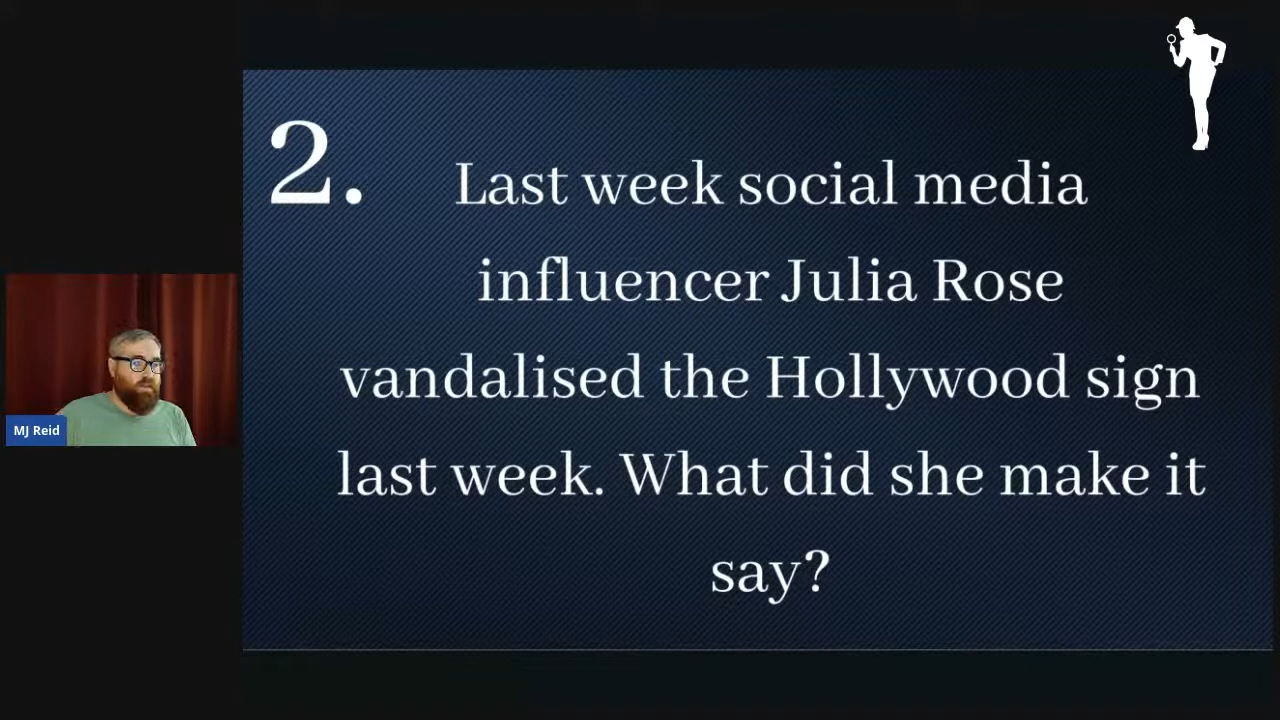 2.
Last week social media
influencer Julia Rose
vandalised the Hollywood sign
last week. What did she make it
say?
MJ Reid